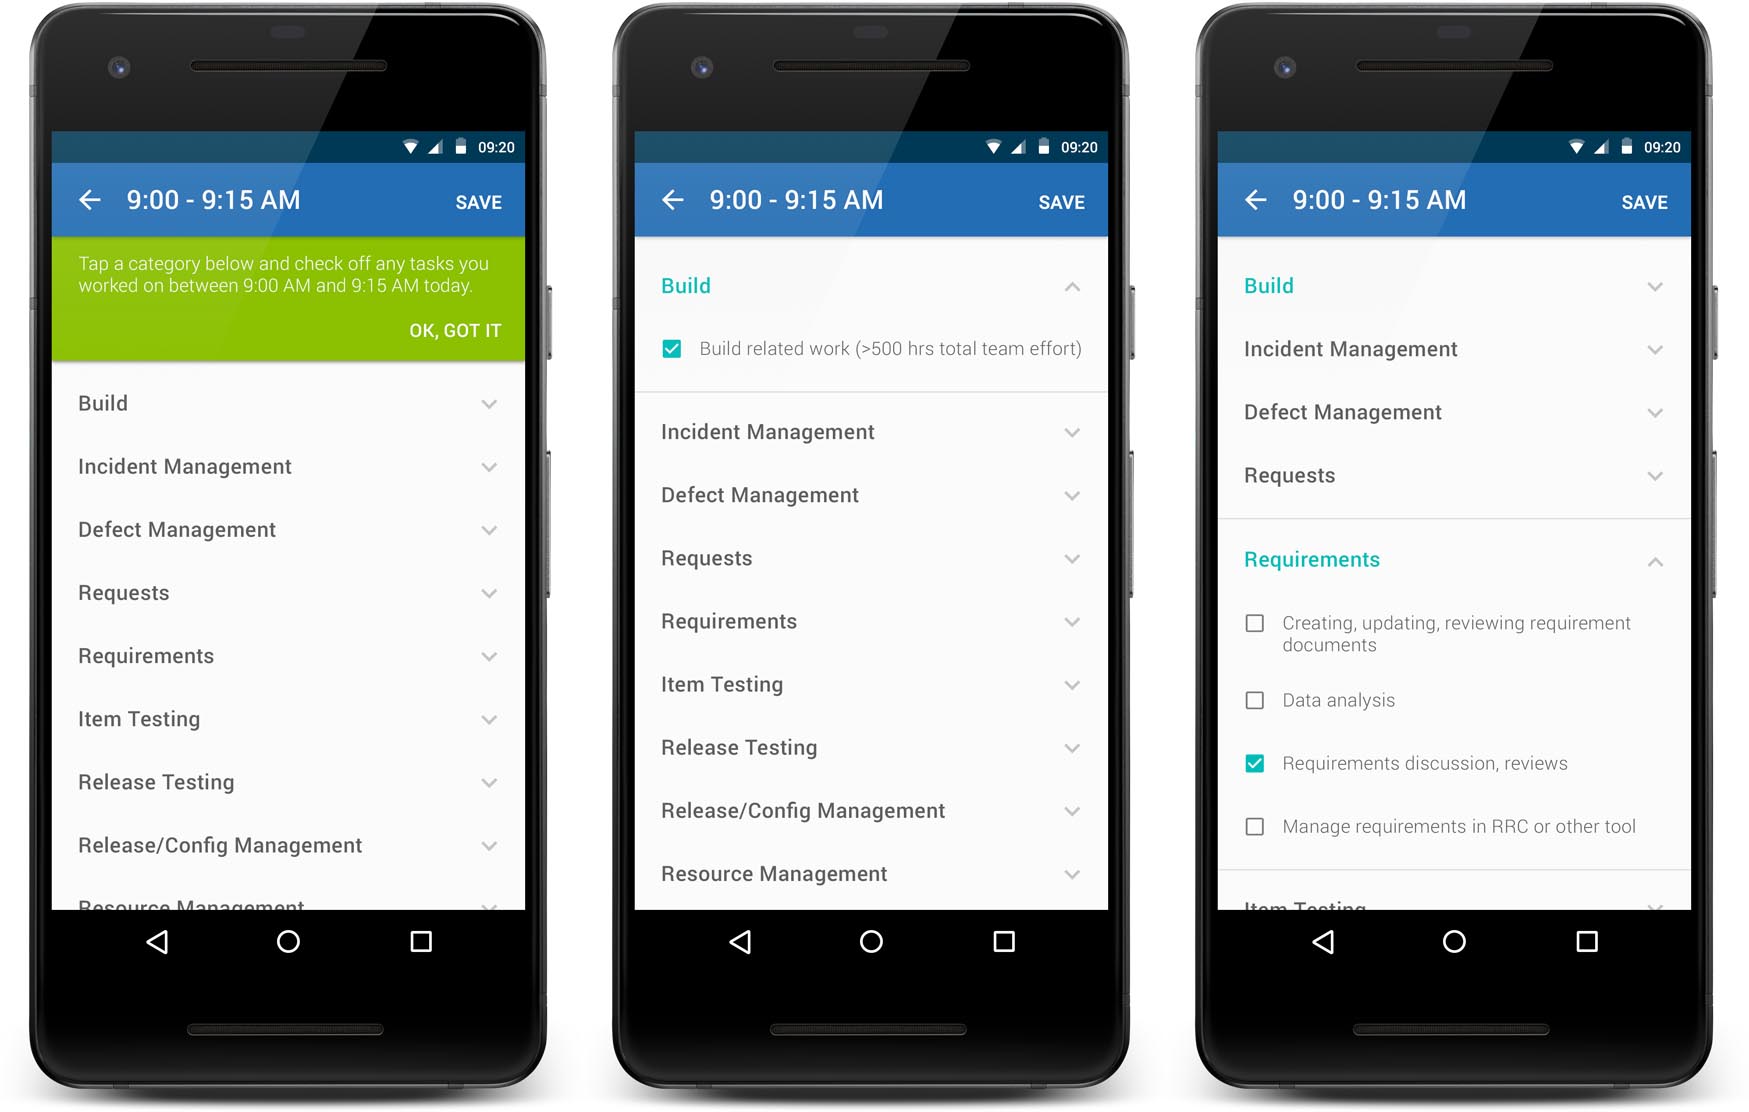 09:20
9:00 - 9:15 AM
SAVE
Tap a category below and check off any tasks you
worked on between 9:00 AM and 9:15 AM today.
OK, GOT IT
Build
Incident Management
Defect Management
Requests
Requirements
Item Testing
Release Testing
Release/Config Management
Resource Management
09:20
9:00 - 9:15 AM
SAVE
Build
Build related work (>500 hrs total team effort)
Incident Management
Defect Management
Requests
Requirements
Item Testing
Release Testing
Release/Config Management
Resource Management
09:20
9:00 - 9:15 AM
SAVE
Build
Incident Management
Defect Management
Requests
Requirements
Creating, updating, reviewing requirement
documents
Data analysis
Requirements discussion, reviews
Manage requirements in RRC or other tool
Item Testing